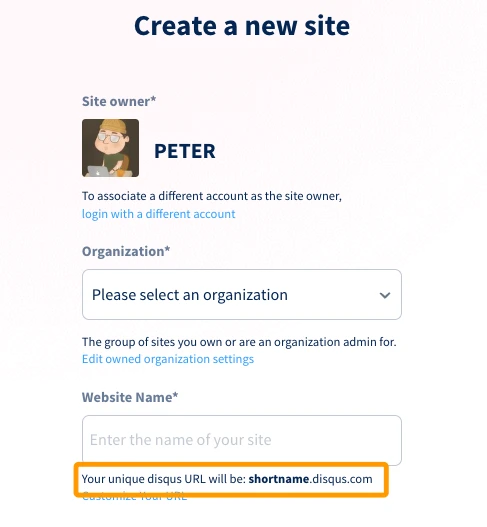 Create a new site
Site owner*
PETER
To associate a different account as the site owner,
login with a different account
Organization*
Please select an organization
The group of sites you own or are an organization admin for.
Edit owned organization settings
Website Name*
Enter the name of your site
Your unique disqus URL will be: shortname.disqus.com
Customize Your URL